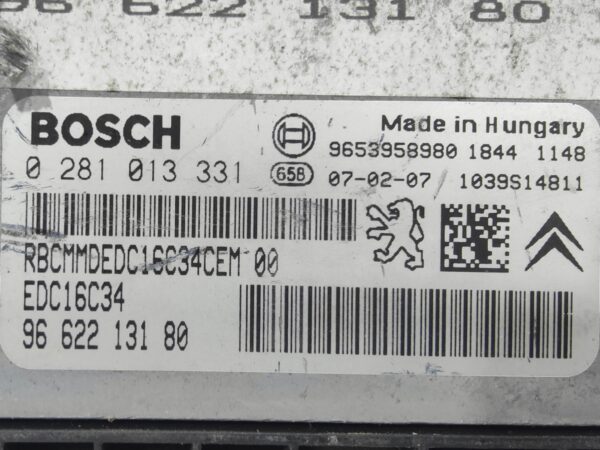 96 622 131 80
BOSCH
Made in Hungary
9653958980 1844 1148
0 281 013 331 658 07-02-07 1039S14811
RBCMMDEDC16C34CEM 00
EDC16C34
96 622 131 80